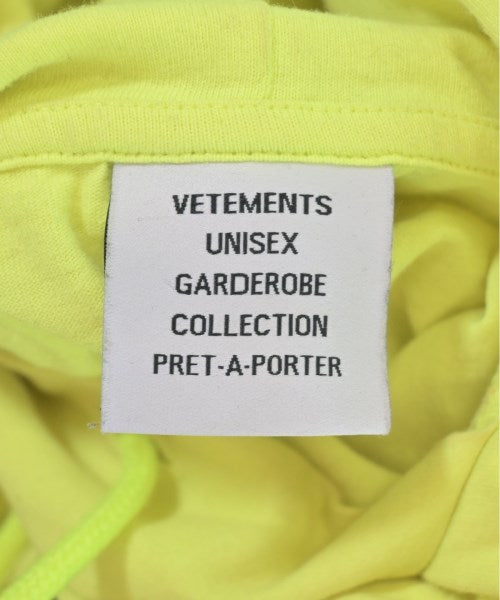 VETEMENTS
UNISEX
GARDEROBE
COLLECTION
PRET-A-PORTER